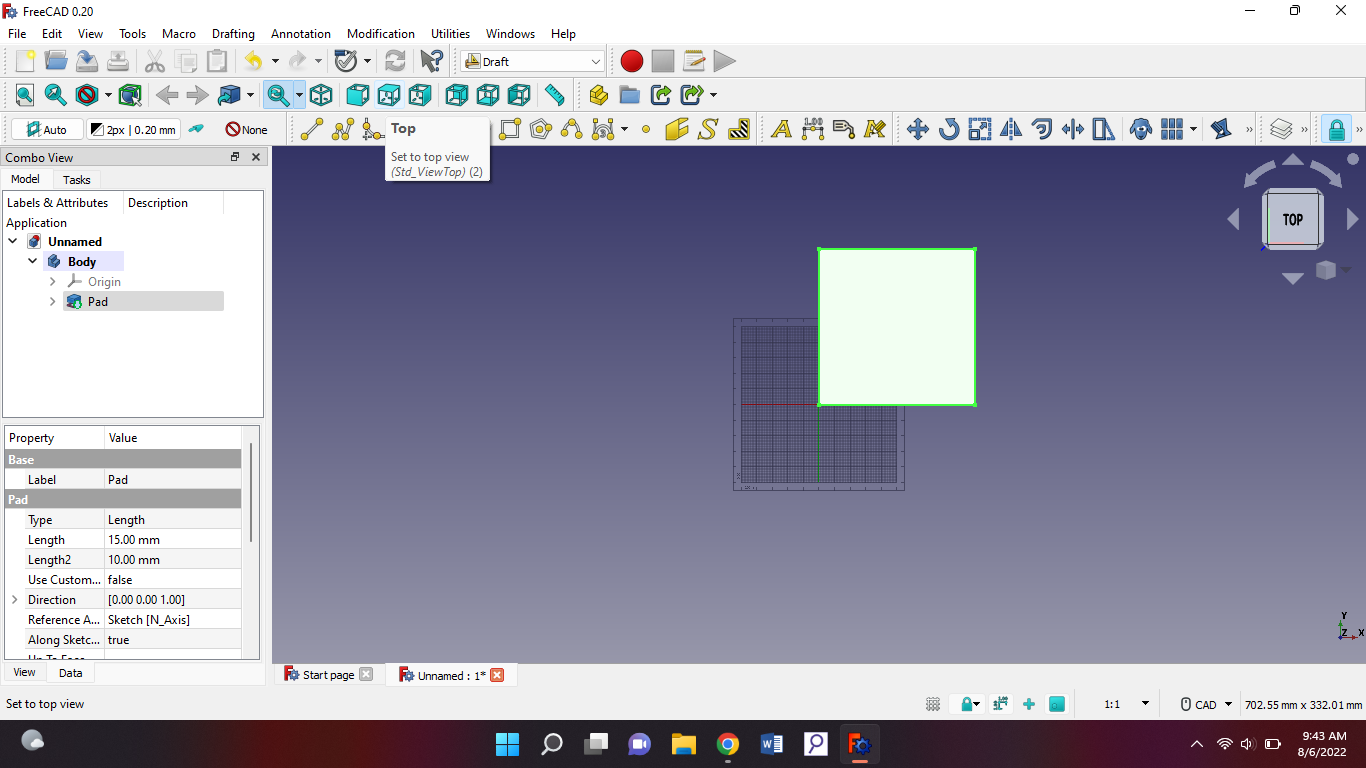 FreeCAD 0.20
File Edit View Tools Macro Drafting Annotation Modification Utilities Windows Help
Draft
Auto 2px | 0.20 mm None
1.00
Top
Set to top view
(Std_ViewTop) (2)
Combo View
Model Tasks
Labels & Attributes Description
Application
Unnamed
Body
Origin
Pad
TOP
Property Value
Base
Label Pad
Pad
Type Length
Length 15.00 mm
Length2 10.00 mm
Use Custom... false
Direction [0.00 0.00 1.00]
Reference A... Sketch [N_Axis]
Along Sketc... true
View Data
Y
Z X
Start page Unnamed : 1*
Set to top view
1:1 CAD 702.55 mm x 332.01 mm
9:43 AM
8/6/2022